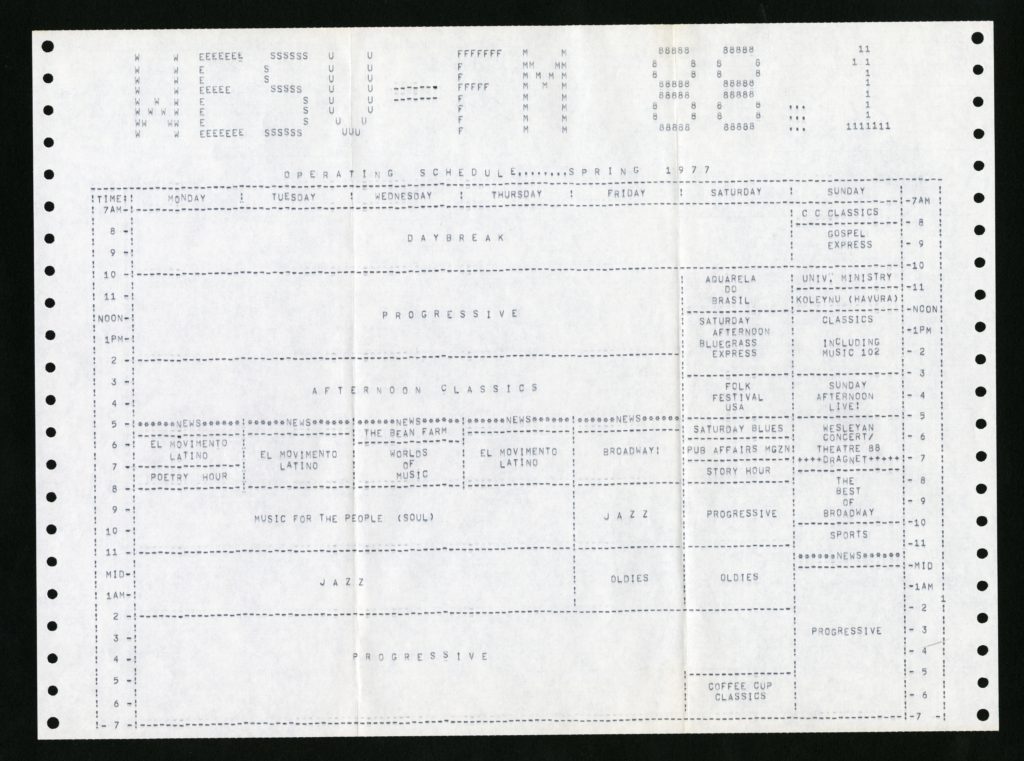 WESU-FM 88.1
OPERATING SCHEDULE........SPRING 1977
TIME MONDAY TUESDAY WEDNESDAY THURSDAY FRIDAY SATURDAY SUNDAY
7AM
8
9
10
11
NOON
1PM
2
3
4
5
6
7
8
9
10
11
MID
1AM
2
3
4
5
6
7
DAYBREAK
PROGRESSIVE
AFTERNOON CLASSICS
******NEWS****** ******NEWS****** ******NEWS****** ******NEWS****** ******NEWS******
EL MOVIMENTO
LATINO
POETRY HOUR
EL MOVIMENTO
LATINO
THE BEAN FARM
WORLDS
OF
MUSIC
EL MOVIMENTO
LATINO
BROADWAY!
MUSIC FOR THE PEOPLE (SOUL)
JAZZ
JAZZ
OLDIES
PROGRESSIVE
AQUARELA
DO
BRASIL
SATURDAY
AFTERNOON
BLUEGRASS
EXPRESS
FOLK
FESTIVAL
USA
SATURDAY BLUES
PUB AFFAIRS MGZN
STORY HOUR
PROGRESSIVE
OLDIES
COFFEE CUP
CLASSICS
C C CLASSICS
GOSPEL
EXPRESS
UNIV. MINISTRY
KOLEYNU (HAVURA)
CLASSICS
INCLUDING
MUSIC 102
SUNDAY
AFTERNOON
LIVE!
WESLEYAN
CONCERT/
THEATRE 88
++++DRAGNET++++
THE
BEST
OF
BROADWAY
SPORTS
******NEWS******
PROGRESSIVE
7AM
8
9
10
11
NOON
1PM
2
3
4
5
6
7
8
9
10
11
MID
1AM
2
3
4
5
6
7